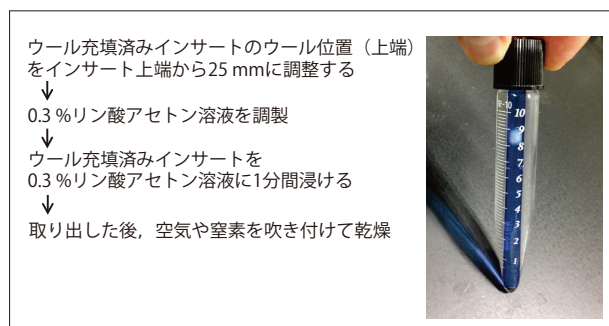 ウール充填済みインサートのウール位置（上端）
をインサート上端から25 mmに調整する
0.3 %リン酸アセトン溶液を調製
ウール充填済みインサートを
0.3 %リン酸アセトン溶液に1分間浸ける
取り出した後，空気や窒素を吹き付けて乾燥
10
9
8
7
6
5
4
3
2
1